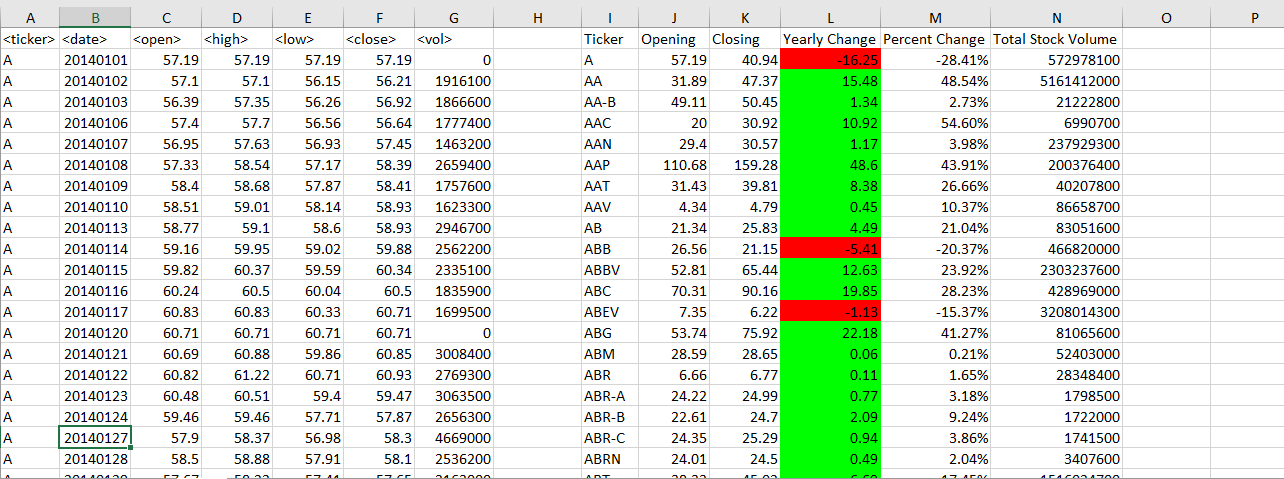 A B C D E F G H I J K L M N O P
<ticker> <date> <open> <high> <low> <close> <vol> Ticker Opening Closing Yearly Change Percent Change Total Stock Volume
A 20140101 57.19 57.19 57.19 57.19 0 A 57.19 40.94 -16.25 -28.41% 572978100
A 20140102 57.1 57.1 56.15 56.21 1916100 AA 31.89 47.37 15.48 48.54% 5161412000
A 20140103 56.39 57.35 56.26 56.92 1866600 AA-B 49.11 50.45 1.34 2.73% 21222800
A 20140106 57.4 57.7 56.56 56.64 1777400 AAC 20 30.92 10.92 54.60% 6990700
A 20140107 56.95 57.63 56.93 57.45 1463200 AAN 29.4 30.57 1.17 3.98% 237929300
A 20140108 57.33 58.54 57.17 58.39 2659400 AAP 110.68 159.28 48.6 43.91% 200376400
A 20140109 58.4 58.68 57.87 58.41 1757600 AAT 31.43 39.81 8.38 26.66% 40207800
A 20140110 58.51 59.01 58.14 58.93 1623300 AAV 4.34 4.79 0.45 10.37% 86658700
A 20140113 58.77 59.1 58.6 58.93 2946700 AB 21.34 25.83 4.49 21.04% 83051600
A 20140114 59.16 59.95 59.02 59.88 2562200 ABB 26.56 21.15 -5.41 -20.37% 466820000
A 20140115 59.82 60.37 59.59 60.34 2335100 ABBV 52.81 65.44 12.63 23.92% 2303237600
A 20140116 60.24 60.5 60.04 60.5 1835900 ABC 70.31 90.16 19.85 28.23% 428969000
A 20140117 60.83 60.83 60.33 60.71 1699500 ABEV 7.35 6.22 -1.13 -15.37% 3208014300
A 20140120 60.71 60.71 60.71 60.71 0 ABG 53.74 75.92 22.18 41.27% 81065600
A 20140121 60.69 60.88 59.86 60.85 3008400 ABM 28.59 28.65 0.06 0.21% 52403000
A 20140122 60.82 61.22 60.71 60.93 2769300 ABR 6.66 6.77 0.11 1.65% 28348400
A 20140123 60.48 60.51 59.4 59.47 3063500 ABR-A 24.22 24.99 0.77 3.18% 1798500
A 20140124 59.46 59.46 57.71 57.87 2656300 ABR-B 22.61 24.7 2.09 9.24% 1722000
A 20140127 57.9 58.37 56.98 58.3 4669000 ABR-C 24.35 25.29 0.94 3.86% 1741500
A 20140128 58.5 58.88 57.91 58.1 2536200 ABRN 24.01 24.5 0.49 2.04% 3407600